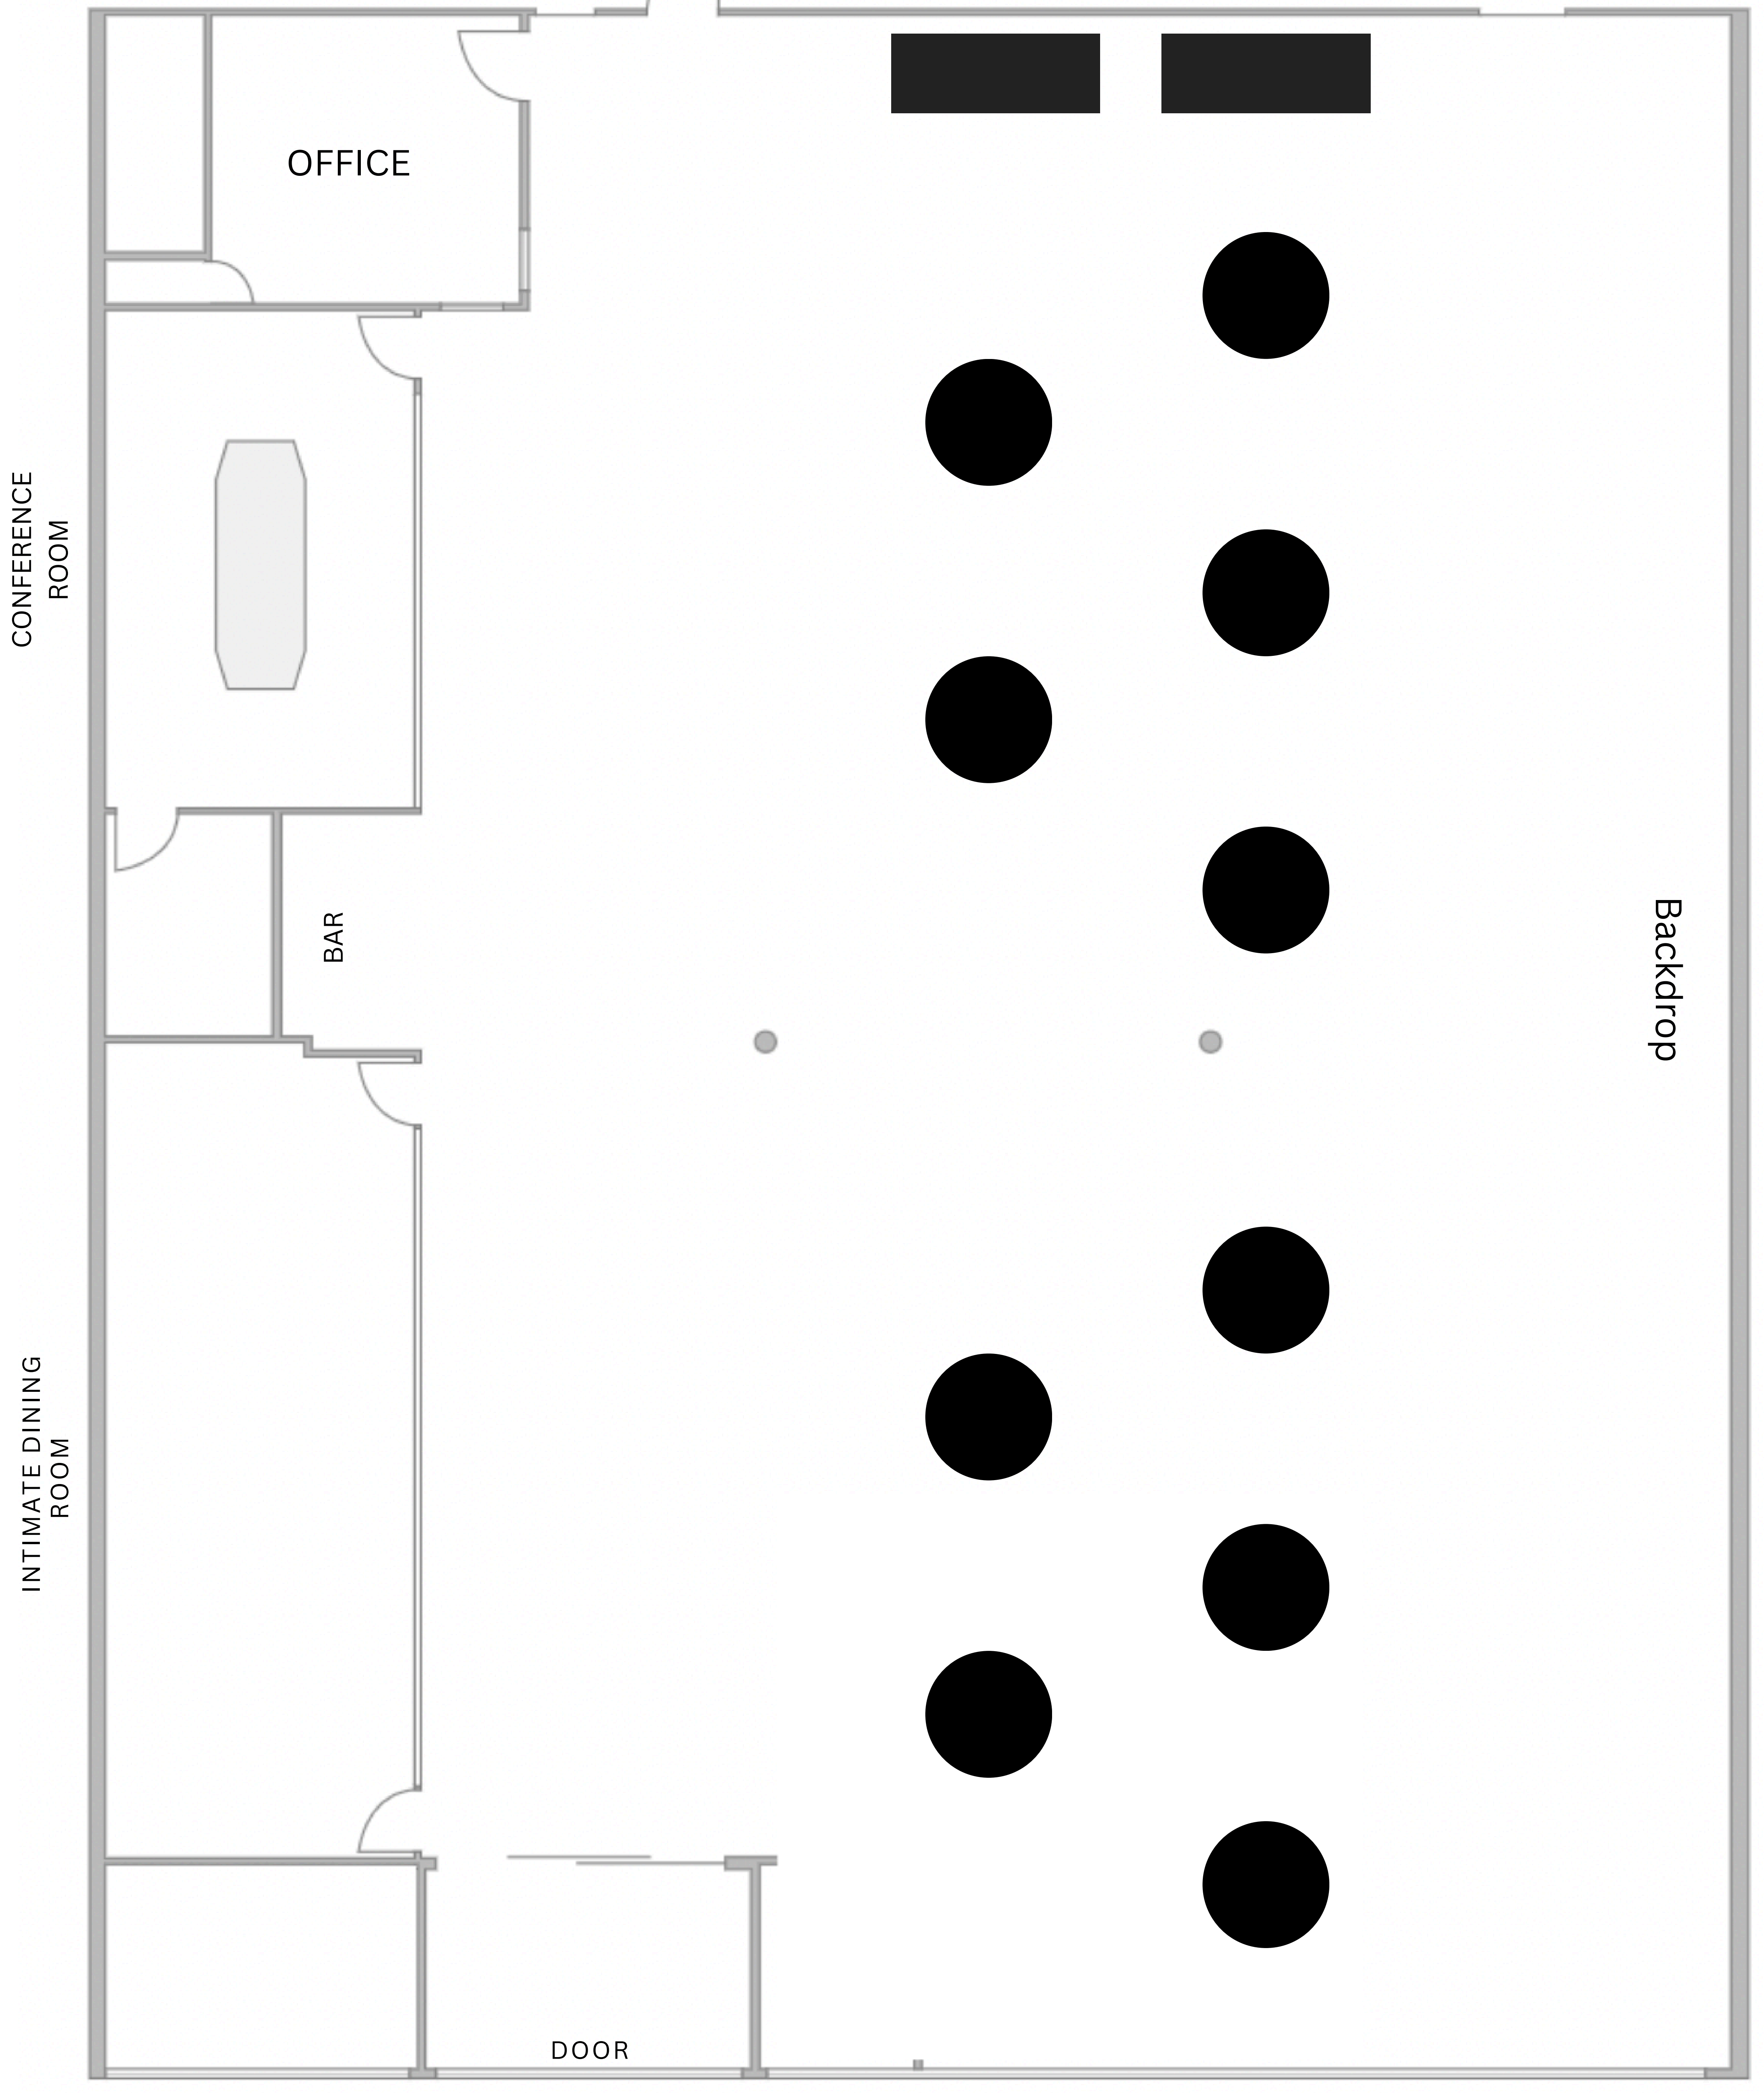 OFFICE
CONFERENCE
ROOM
BAR
Backdrop
INTIMATE DINING
ROOM
DOOR